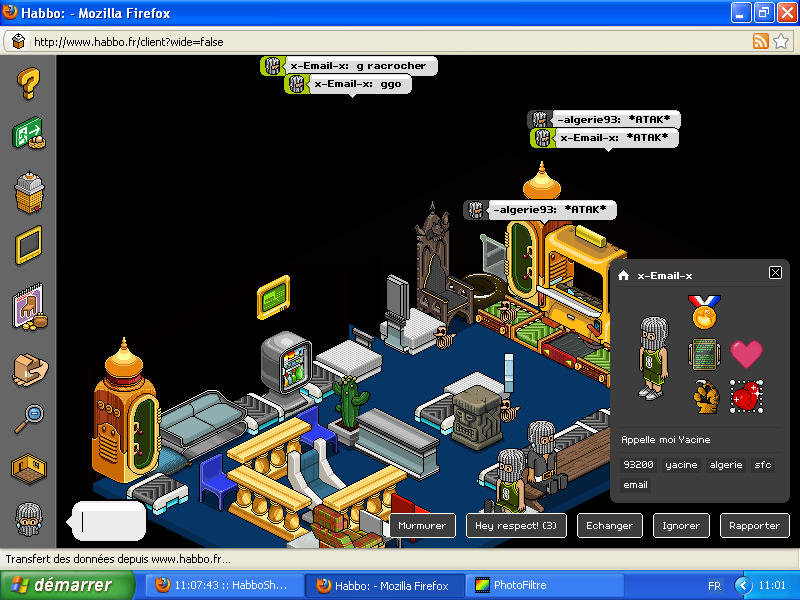 Habbo: - Mozilla Firefox
http://www.habbo.fr/client?wide=false
x-Email-x: g racrocher
x-Email-x: ggo
-algerie93: *ATAK*
x-Email-x: *ATAK*
-algerie93: *ATAK*
x-Email-x
Appelle moi Yacine
93200 yacine algerie sfc
email
Murmurer Hey respect! (3) Echanger Ignorer Rapporter
Transfert des données depuis www.habbo.fr...
démarrer 11:07:43 :: HabboSh... Habbo: - Mozilla Firefox PhotoFiltre FR 11:01